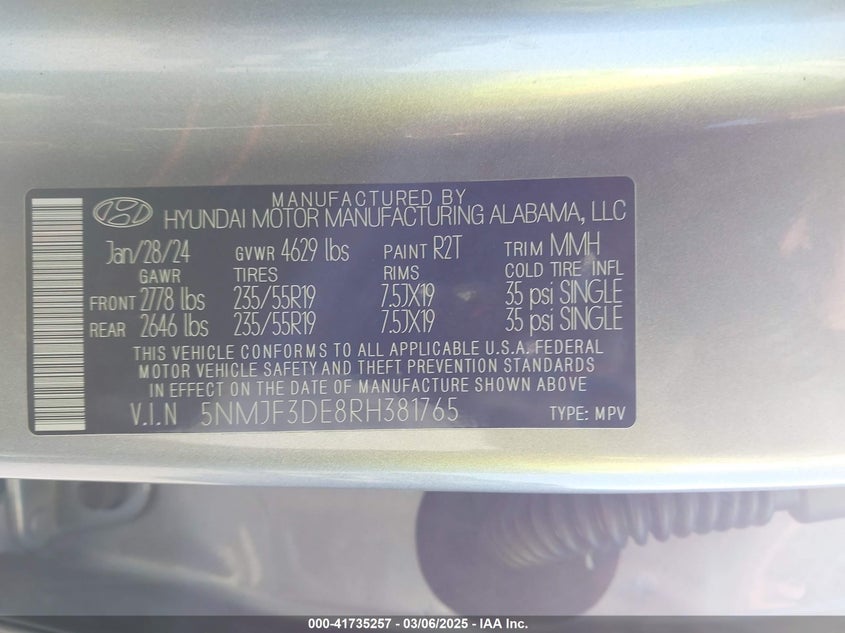 MANUFACTURED BY
HYUNDAI MOTOR MANUFACTURING ALABAMA, LLC
Jan/28/24 GVWR 4629 lbs PAINT R2T TRIM MMH
GAWR TIRES RIMS COLD TIRE INFL
FRONT 2778 lbs 235/55R19 7.5JX19 35 psi SINGLE
REAR 2646 lbs 235/55R19 7.5JX19 35 psi SINGLE
THIS VEHICLE CONFORMS TO ALL APPLICABLE U.S.A. FEDERAL
MOTOR VEHICLE SAFETY AND THEFT PREVENTION STANDARDS
IN EFFECT ON THE DATE OF MANUFACTURE SHOWN ABOVE
V.I.N 5NMJF3DE8RH381765 TYPE: MPV
000-41735257 - 03/06/2025 - IAA Inc.